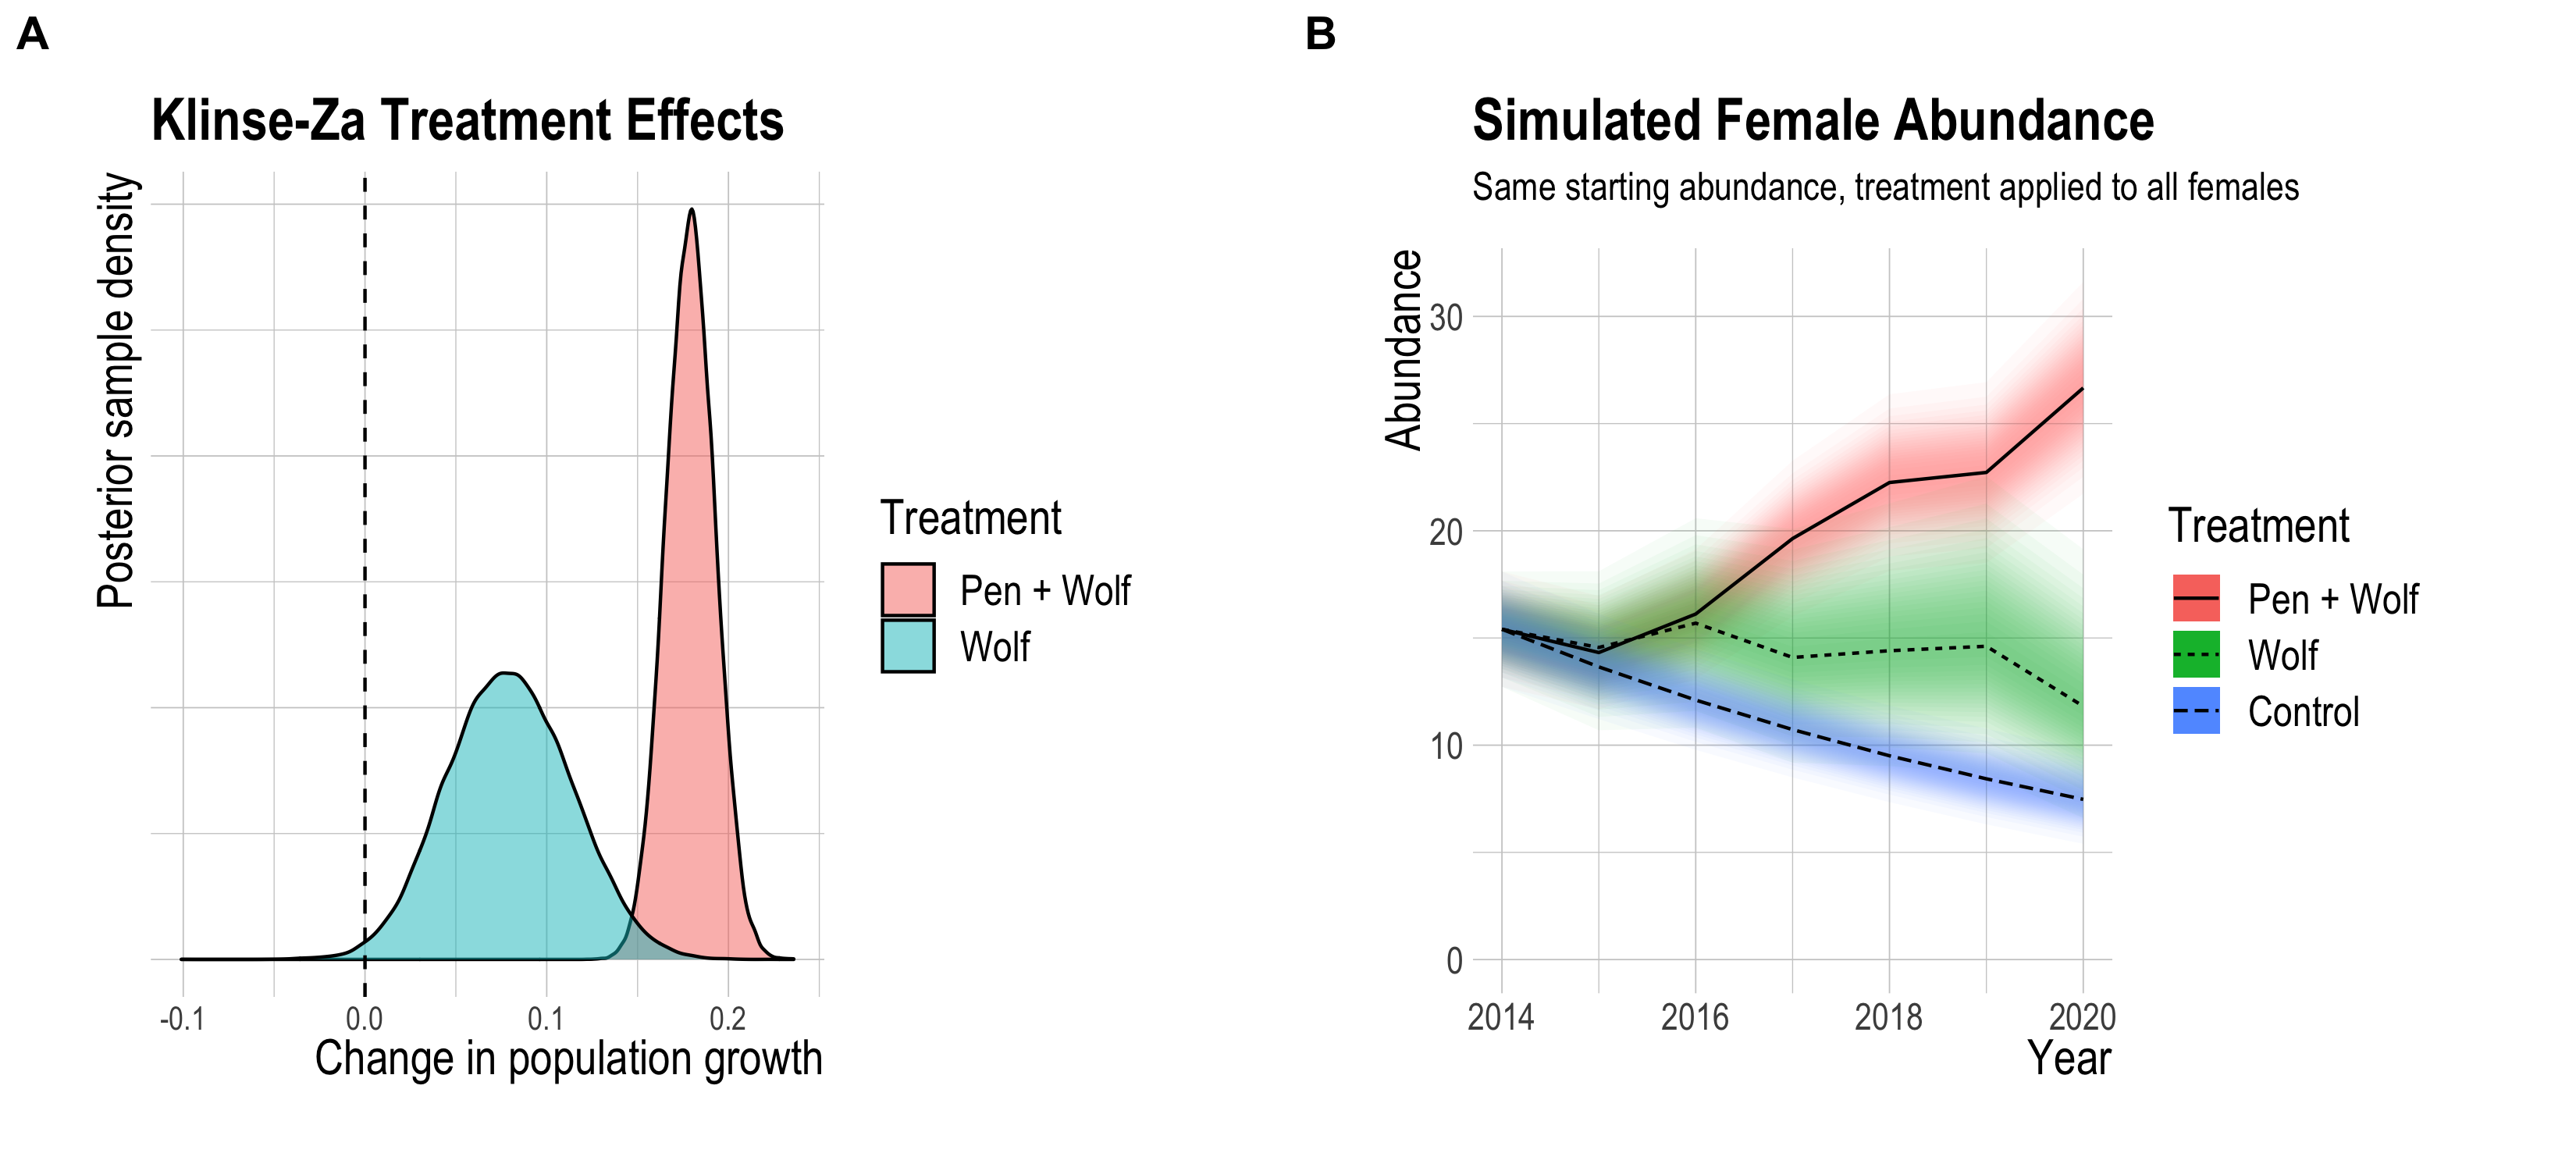 A
Klinse-Za Treatment Effects
Posterior sample density
-0.1
0.0
0.1
0.2
Change in population growth
Treatment
Pen + Wolf
Wolf
B
Simulated Female Abundance
Same starting abundance, treatment applied to all females
Abundance
30
20
10
0
2014
2016
2018
2020
Year
Treatment
Pen + Wolf
Wolf
Control